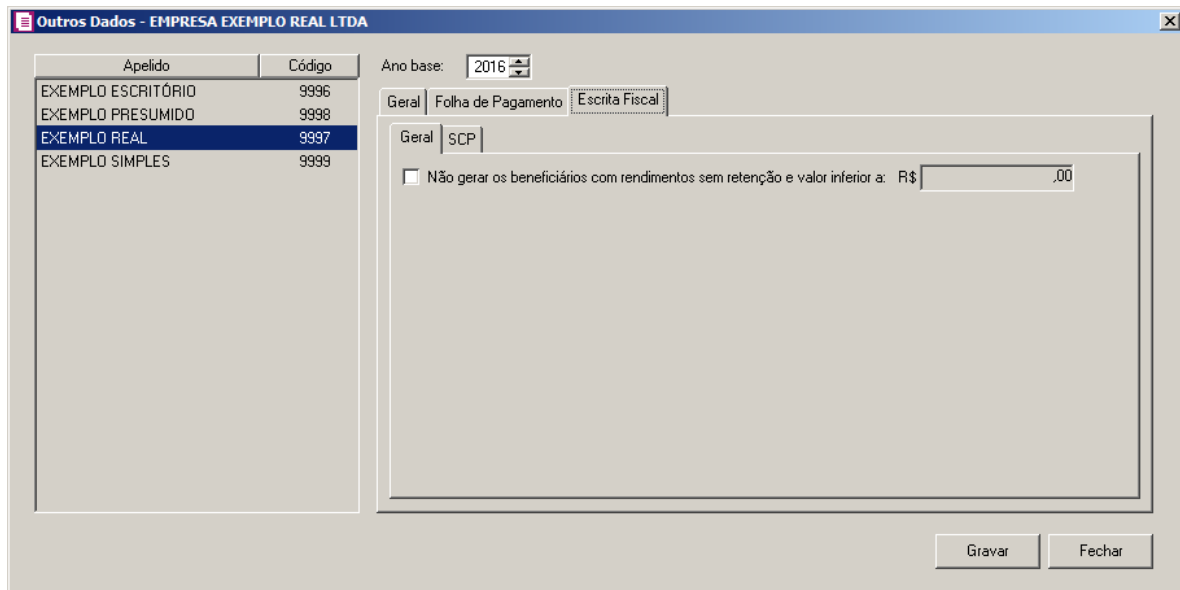 Outros Dados - EMPRESA EXEMPLO REAL LTDA
Apelido Código
EXEMPLO ESCRITÓRIO 9996
EXEMPLO PRESUMIDO 9998
EXEMPLO REAL 9997
EXEMPLO SIMPLES 9999
Ano base: 2016
Geral Folha de Pagamento Escrita Fiscal
Geral SCP
Não gerar os beneficiários com rendimentos sem retenção e valor inferior a: R$ ,00
Gravar Fechar